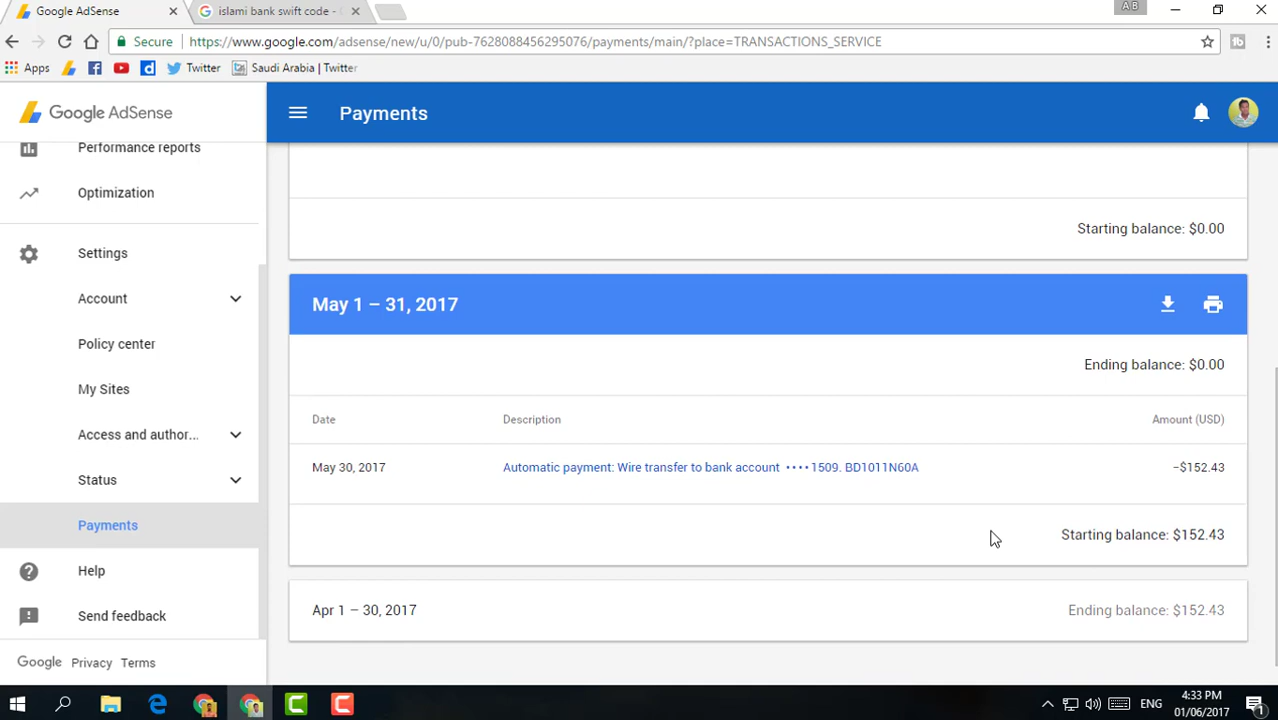 Google AdSense
islami bank swift code -
A B
Secure
https://www.google.com/adsense/new/u/0/pub-7628088456295076/payments/main/?place=TRANSACTIONS_SERVICE
Apps
Twitter
Saudi Arabia | Twitter
Google AdSense
Payments
Performance reports
Optimization
Settings
Account
Policy center
My Sites
Access and author...
Status
Payments
Help
Send feedback
Google Privacy Terms
Starting balance: $0.00
May 1 – 31, 2017
Ending balance: $0.00
Date Description Amount (USD)
May 30, 2017 Automatic payment: Wire transfer to bank account •••• 1509. BD1011N60A −$152.43
Starting balance: $152.43
Apr 1 – 30, 2017 Ending balance: $152.43
ENG
4:33 PM
01/06/2017
1